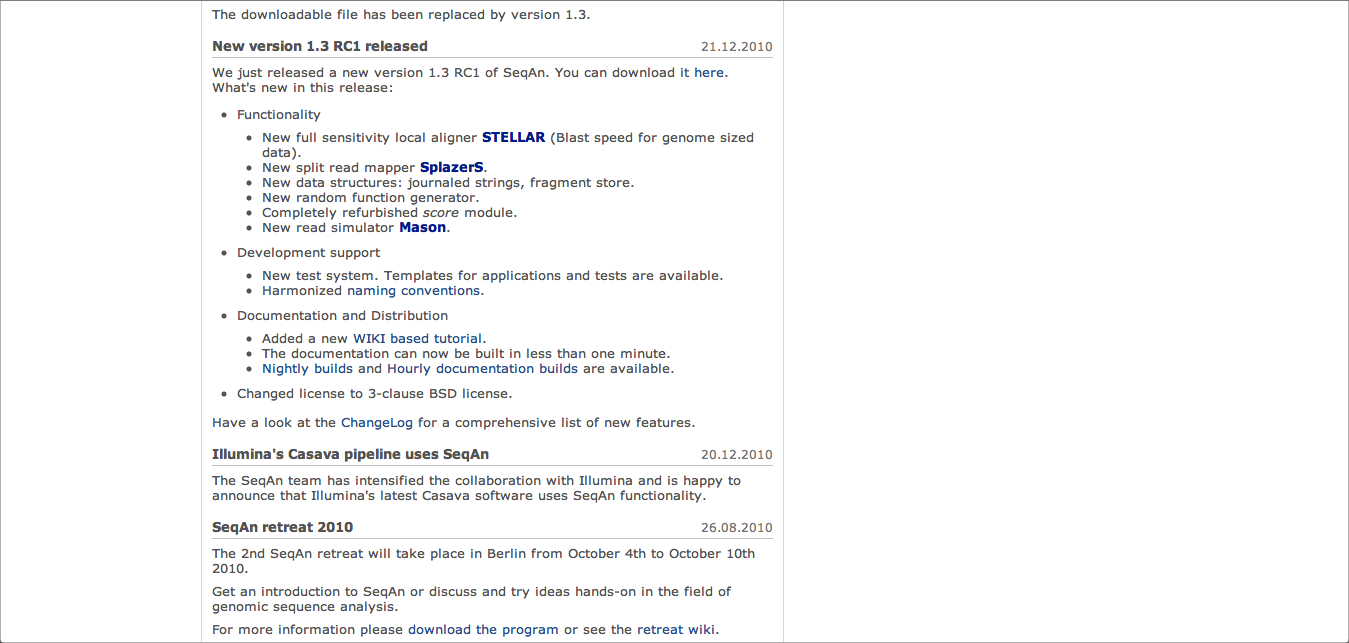 The downloadable file has been replaced by version 1.3.
New version 1.3 RC1 released 21.12.2010
We just released a new version 1.3 RC1 of SeqAn. You can download it here.
What's new in this release:
• Functionality
• New full sensitivity local aligner STELLAR (Blast speed for genome sized
data).
• New split read mapper SplazerS.
• New data structures: journaled strings, fragment store.
• New random function generator.
• Completely refurbished score module.
• New read simulator Mason.
• Development support
• New test system. Templates for applications and tests are available.
• Harmonized naming conventions.
• Documentation and Distribution
• Added a new WIKI based tutorial.
• The documentation can now be built in less than one minute.
• Nightly builds and Hourly documentation builds are available.
• Changed license to 3-clause BSD license.
Have a look at the ChangeLog for a comprehensive list of new features.
Illumina's Casava pipeline uses SeqAn 20.12.2010
The SeqAn team has intensified the collaboration with Illumina and is happy to
announce that Illumina's latest Casava software uses SeqAn functionality.
SeqAn retreat 2010 26.08.2010
The 2nd SeqAn retreat will take place in Berlin from October 4th to October 10th
2010.
Get an introduction to SeqAn or discuss and try ideas hands-on in the field of
genomic sequence analysis.
For more information please download the program or see the retreat wiki.